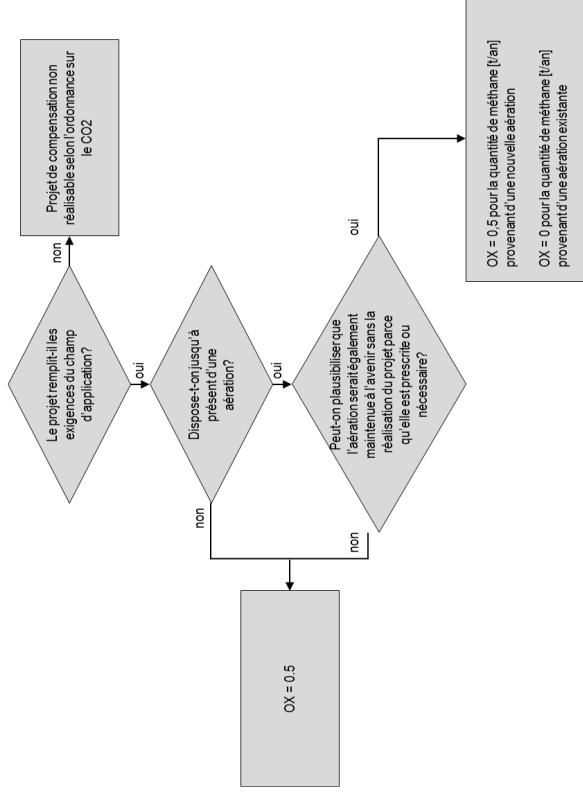 Le projet remplit-il les
exigences du champ
d'application?
non
Projet de compensation non
réalisable selon l'ordonnance sur
le CO2
oui
Dispose-t-on jusqu'à
présent d'une
aération?
non
oui
Peut-on plausibiliser que
l'aération serait également
maintenue à l'avenir sans la
réalisation du projet parce
qu'elle est prescrite ou
nécessaire?
non
oui
OX = 0.5
OX = 0,5 pour la quantité de méthane [t/an]
provenant d'une nouvelle aération
OX = 0 pour la quantité de méthane [t/an]
provenant d'une aération existante